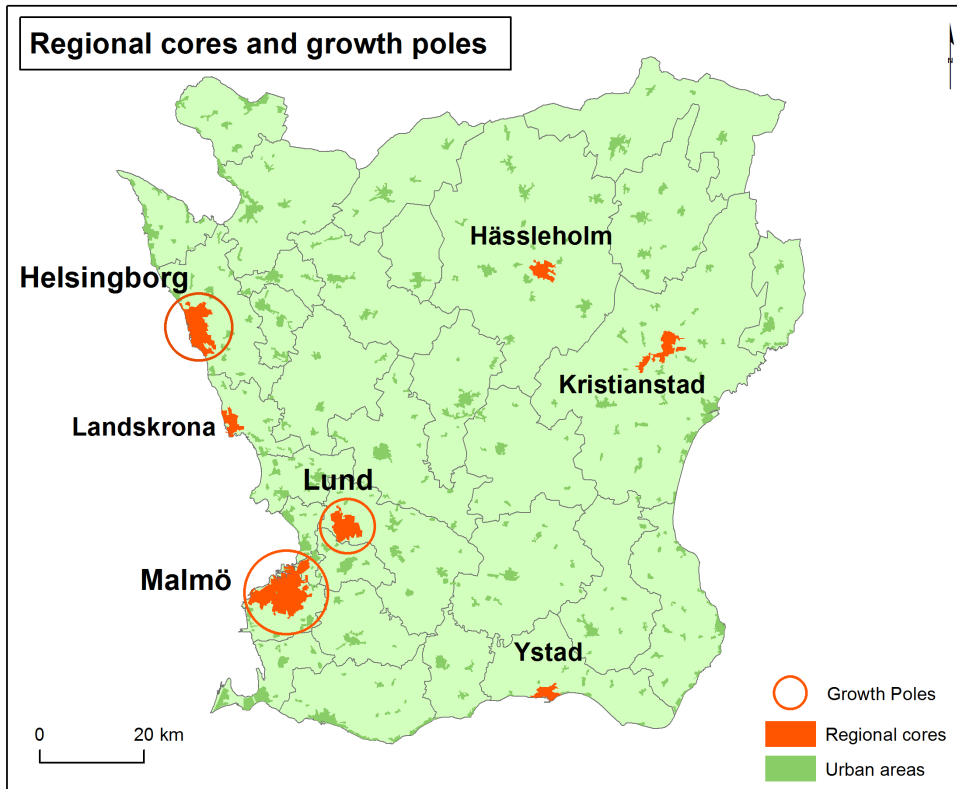 Regional cores and growth poles
N
Hässleholm
Helsingborg
Kristianstad
Landskrona
Lund
Malmö
Ystad
Growth Poles
0 20 km
Regional cores
Urban areas